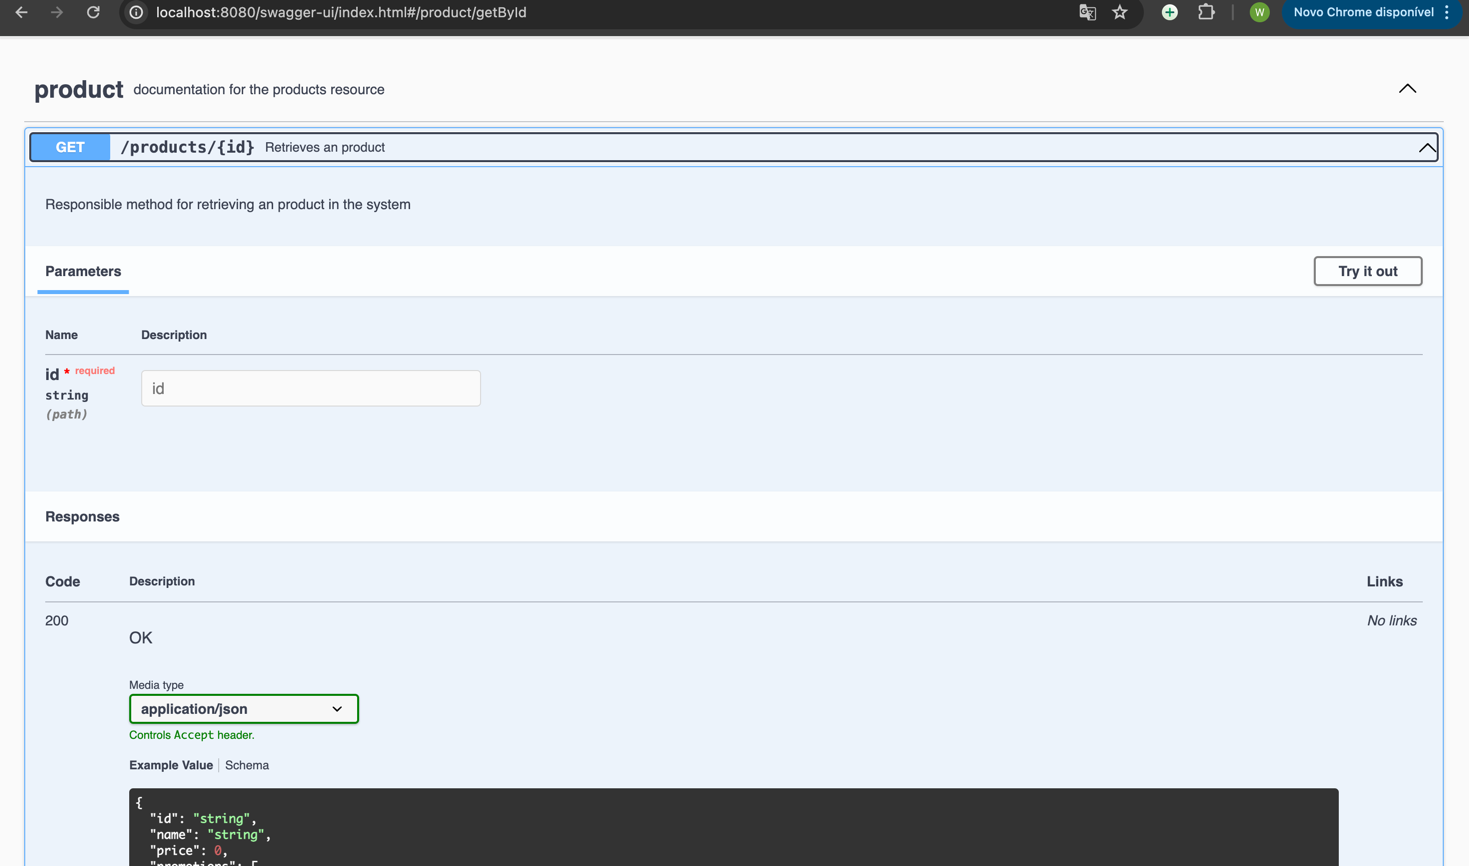 localhost:8080/swagger-ui/index.html#/product/getById
W
Novo Chrome disponível
product documentation for the products resource
GET /products/{id} Retrieves an product
Responsible method for retrieving an product in the system
Parameters
Try it out
Name Description
id * required
string
(path)
id
Responses
Code Description Links
200
OK
No links
Media type
application/json
Controls Accept header.
Example Value Schema
{
"id": "string",
"name": "string",
"price": 0,
"promotions": [